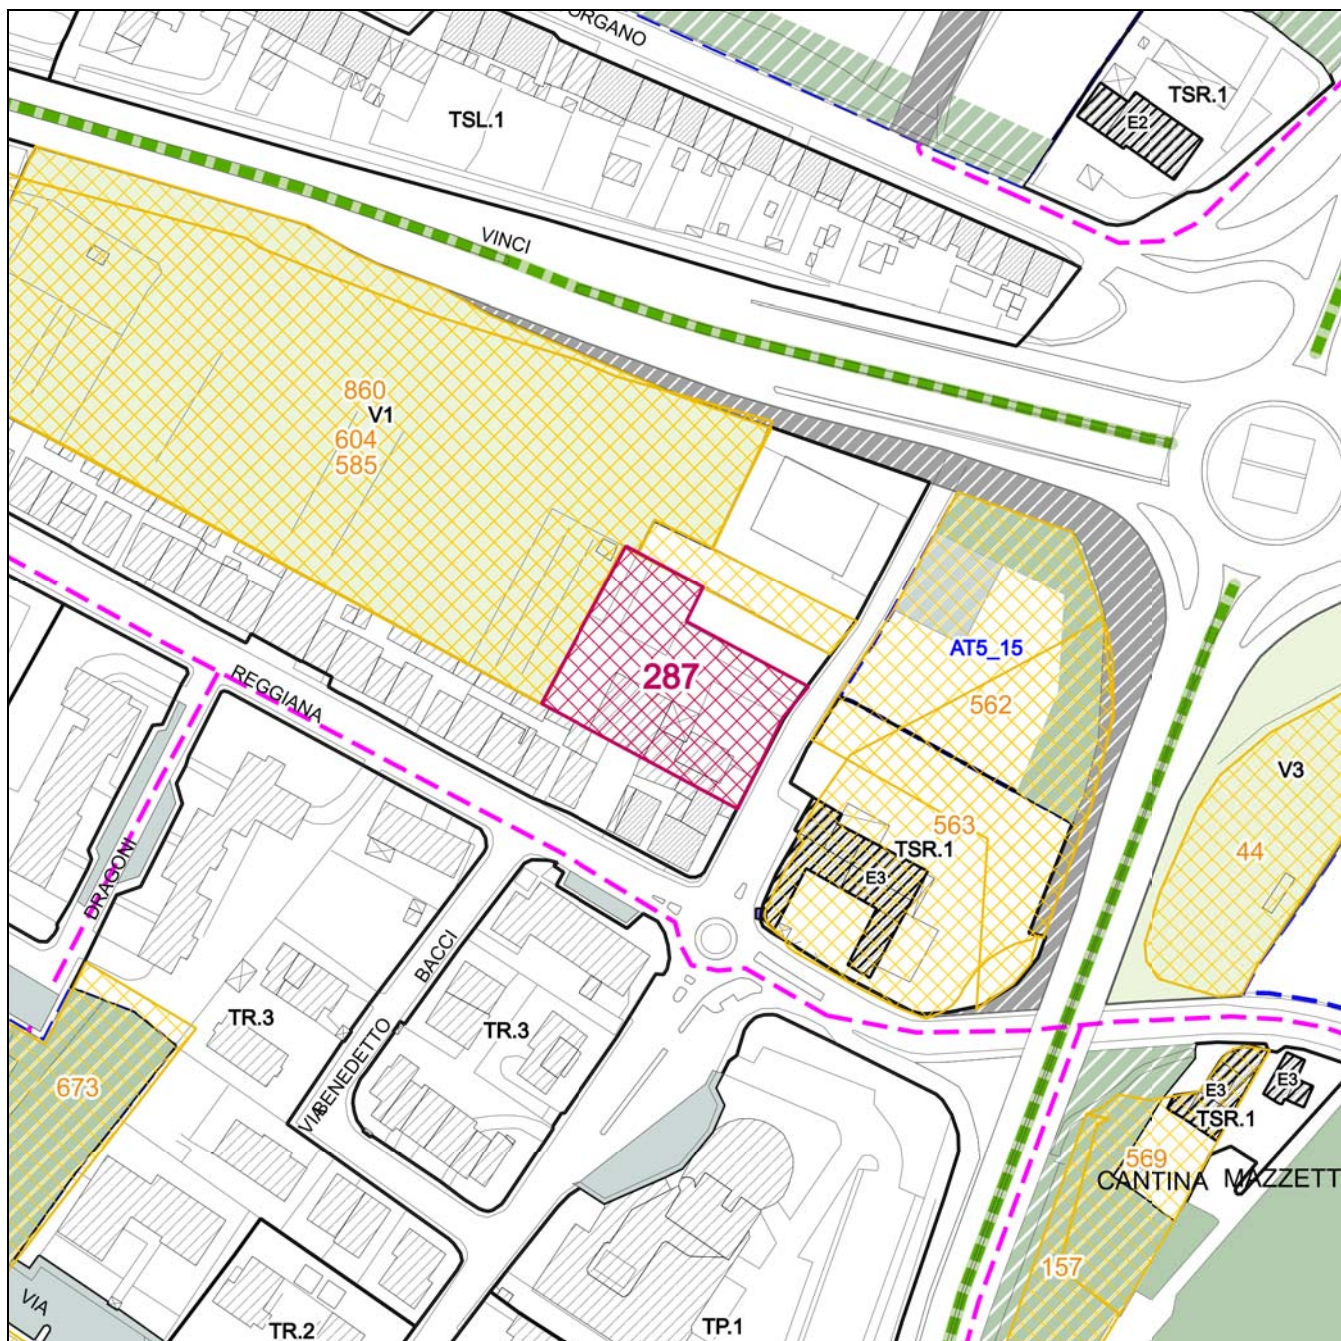 ORGANO
TSR.1
E2
TSL.1
VINCI
860
V1
604
585
287
AT5_15
562
V3
563
TSR.1
E3
44
REGGIANA
DRAGONI
BACCI
TR.3
TR.3
VIA BENEDETTO
673
E3
E3
TSR.1
569
CANTINA MAZZETT
157
VIA
TR.2
TP.1